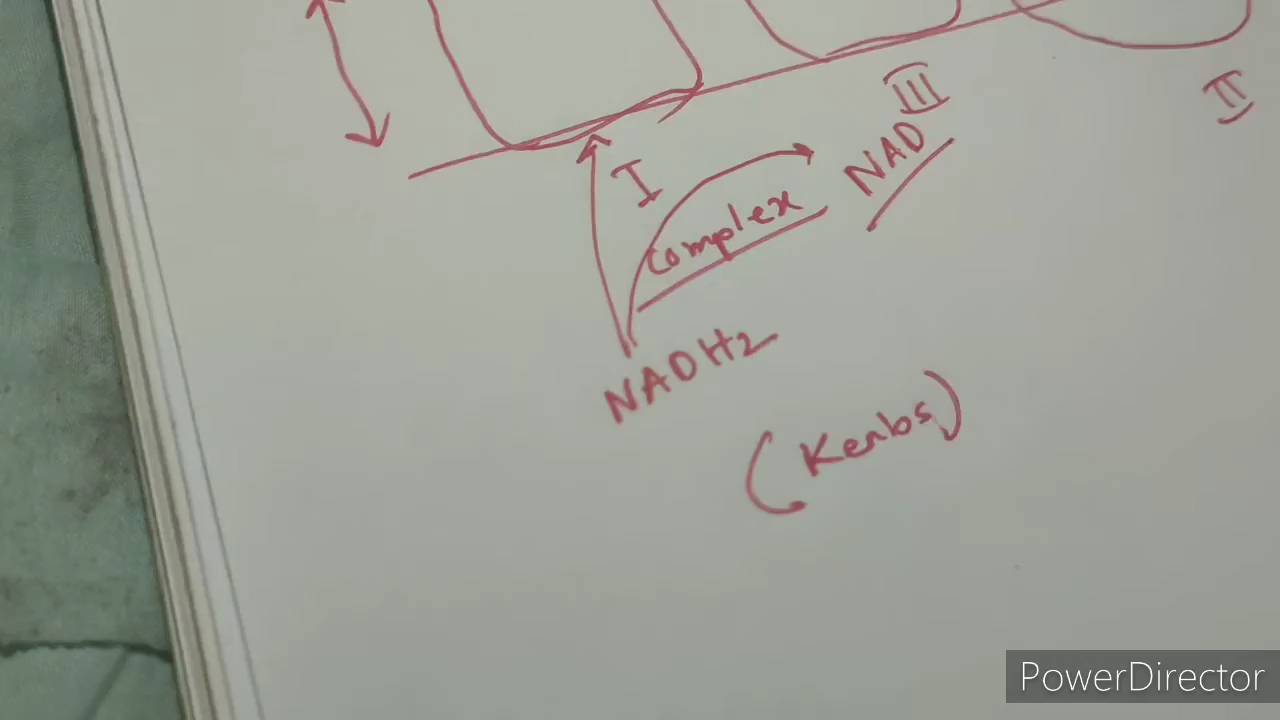 III
II
I
NAD
complex
NADH2
(Kerbs)
PowerDirector